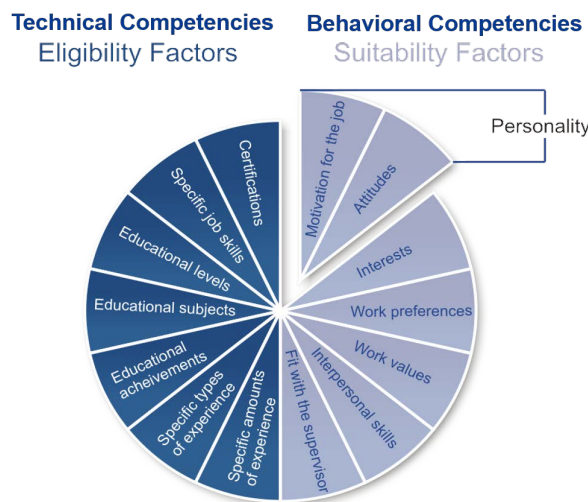 Technical Competencies
Eligibility Factors
Behavioral Competencies
Suitability Factors
Personality
Certifications
Specific job skills
Educational levels
Educational subjects
Educational
acheivements
Specific types
of experience
Specific amounts
of experience
Motivation for the job
Attitudes
Interests
Work preferences
Work values
Interpersonal skills
Fit with the supervisor